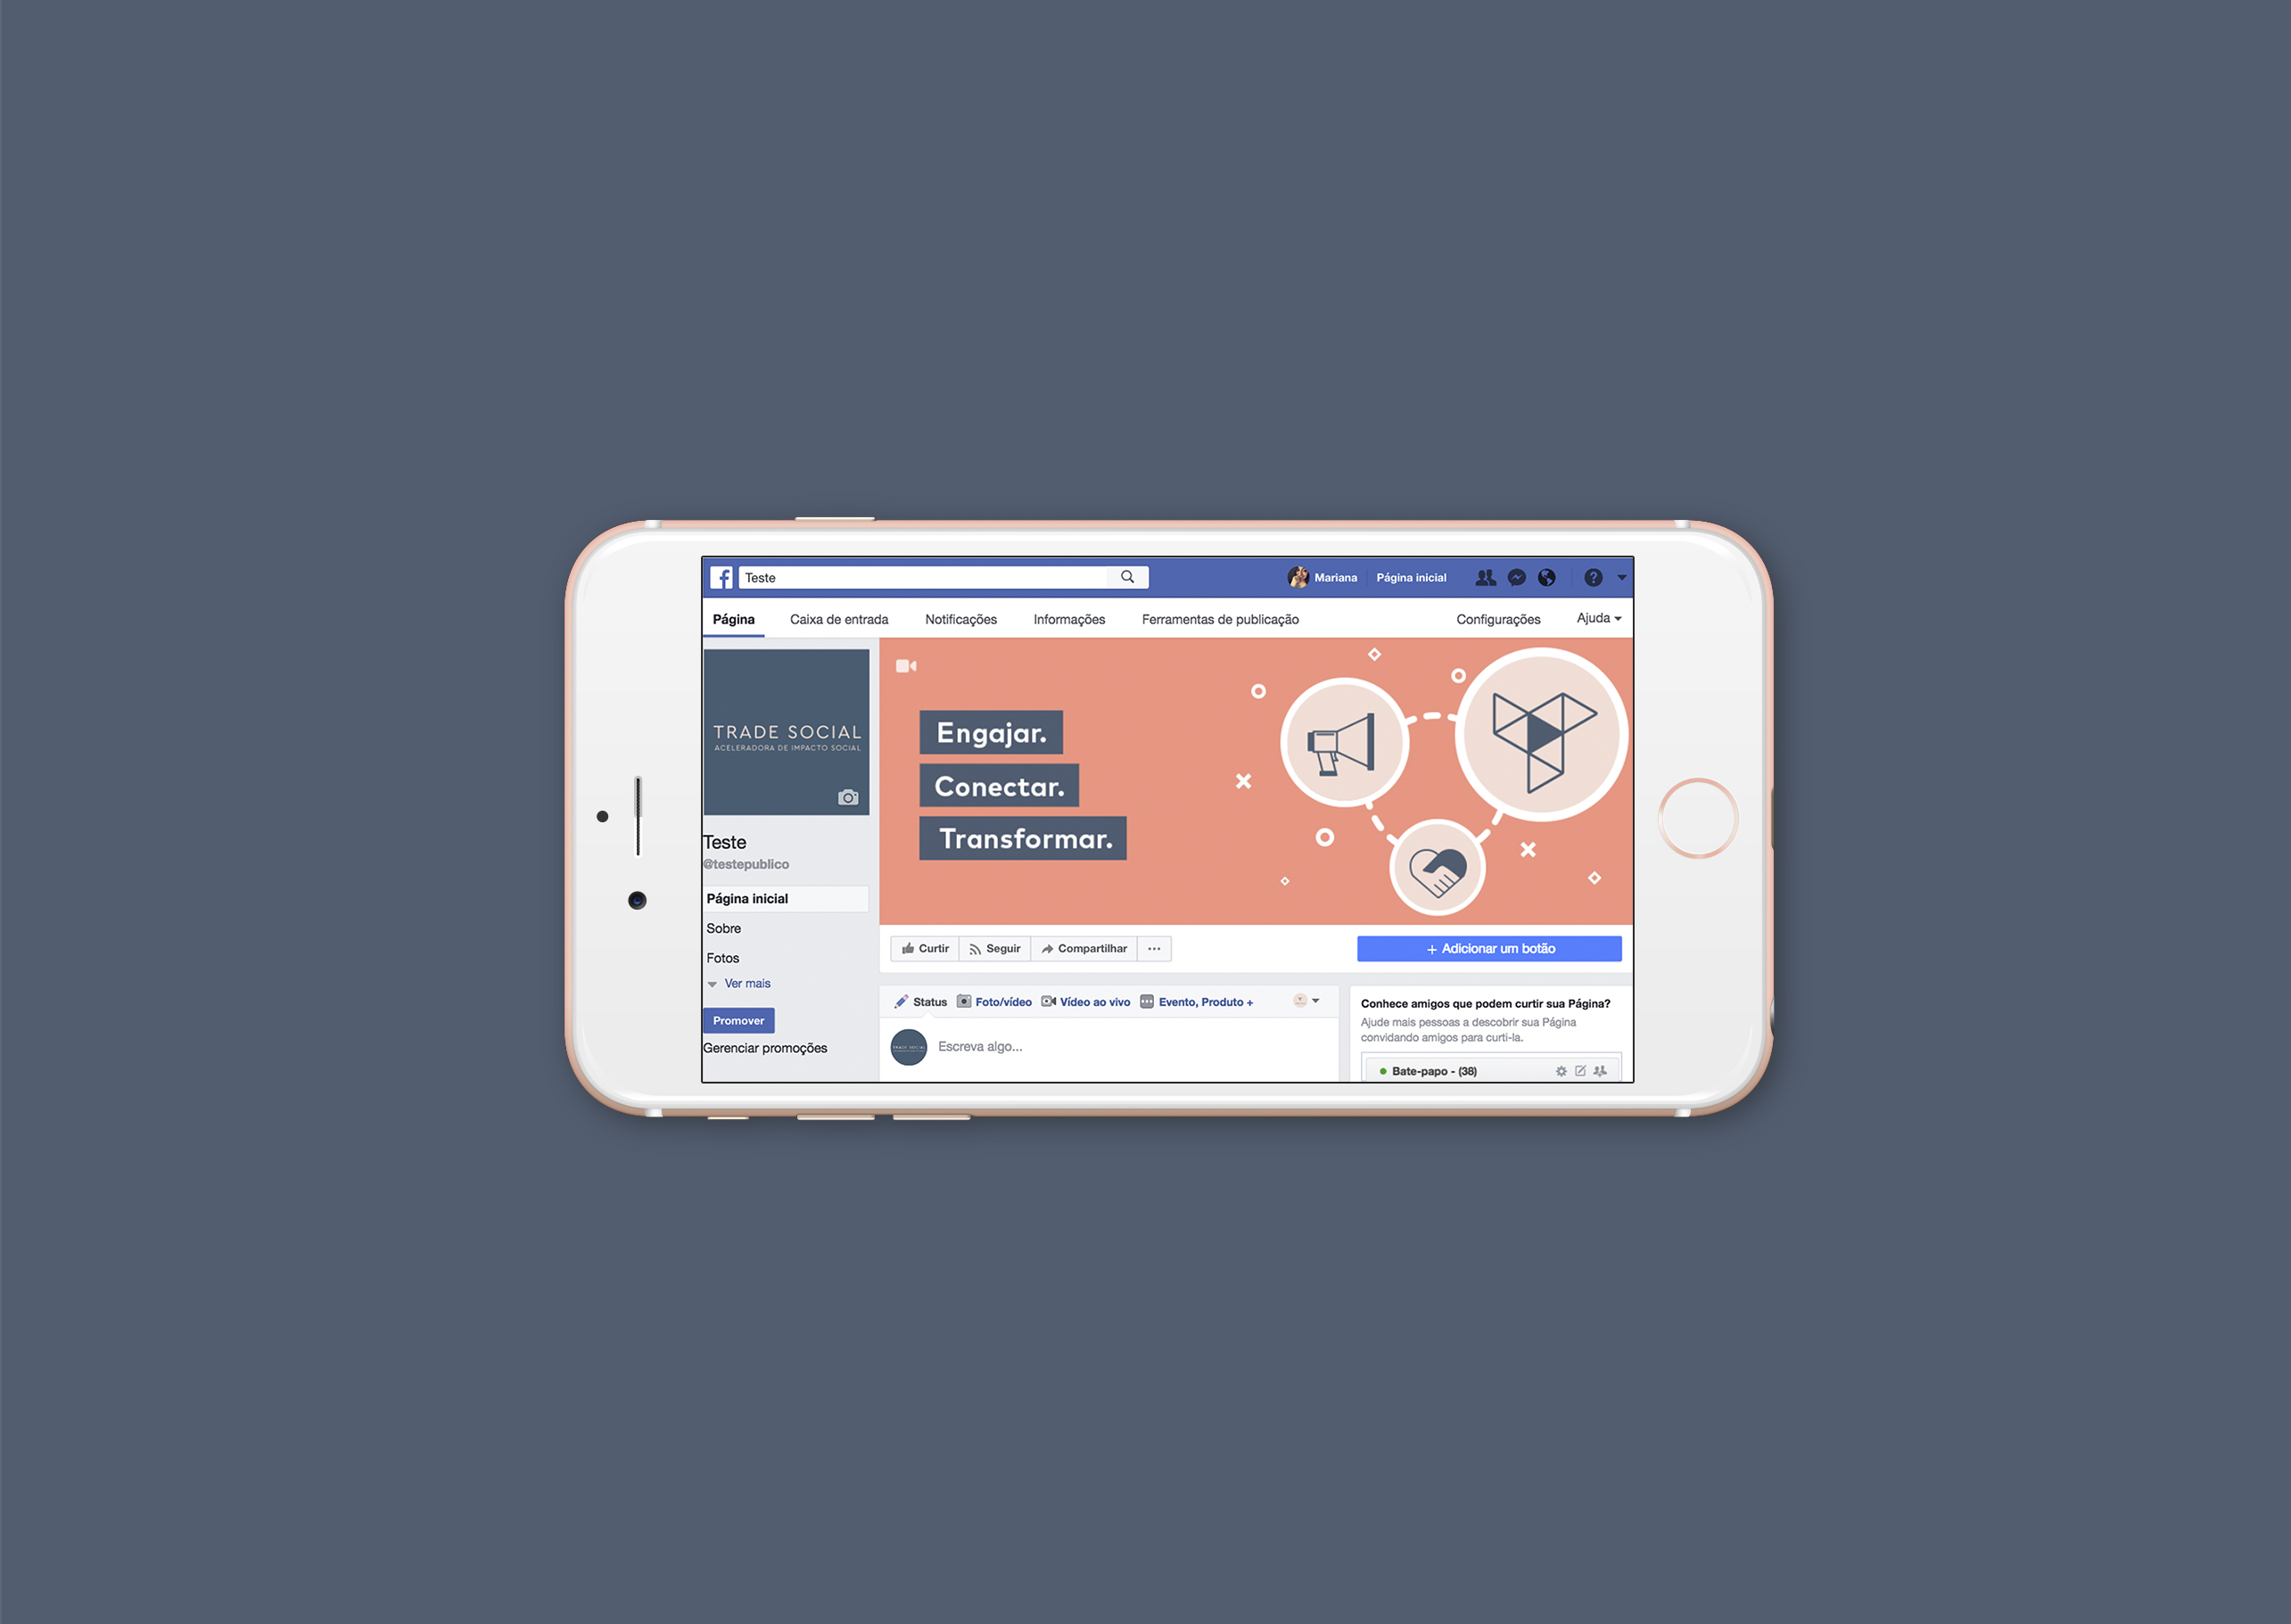 Teste
Mariana
Página inicial
Página
Caixa de entrada
Notificações
Informações
Ferramentas de publicação
Configurações
Ajuda
TRADE SOCIAL
ACELERADORA DE IMPACTO SOCIAL
Engajar.
Conectar.
Transformar.
Teste
@testepublico
Página inicial
Sobre
Fotos
Ver mais
Promover
Gerenciar promoções
Curtir
Seguir
Compartilhar
+ Adicionar um botão
Status
Foto/vídeo
Vídeo ao vivo
Evento, Produto +
TRADE SOCIAL
Escreva algo...
Conhece amigos que podem curtir sua Página?
Ajude mais pessoas a descobrir sua Página
convidando amigos para curti-la.
Bate-papo - (38)